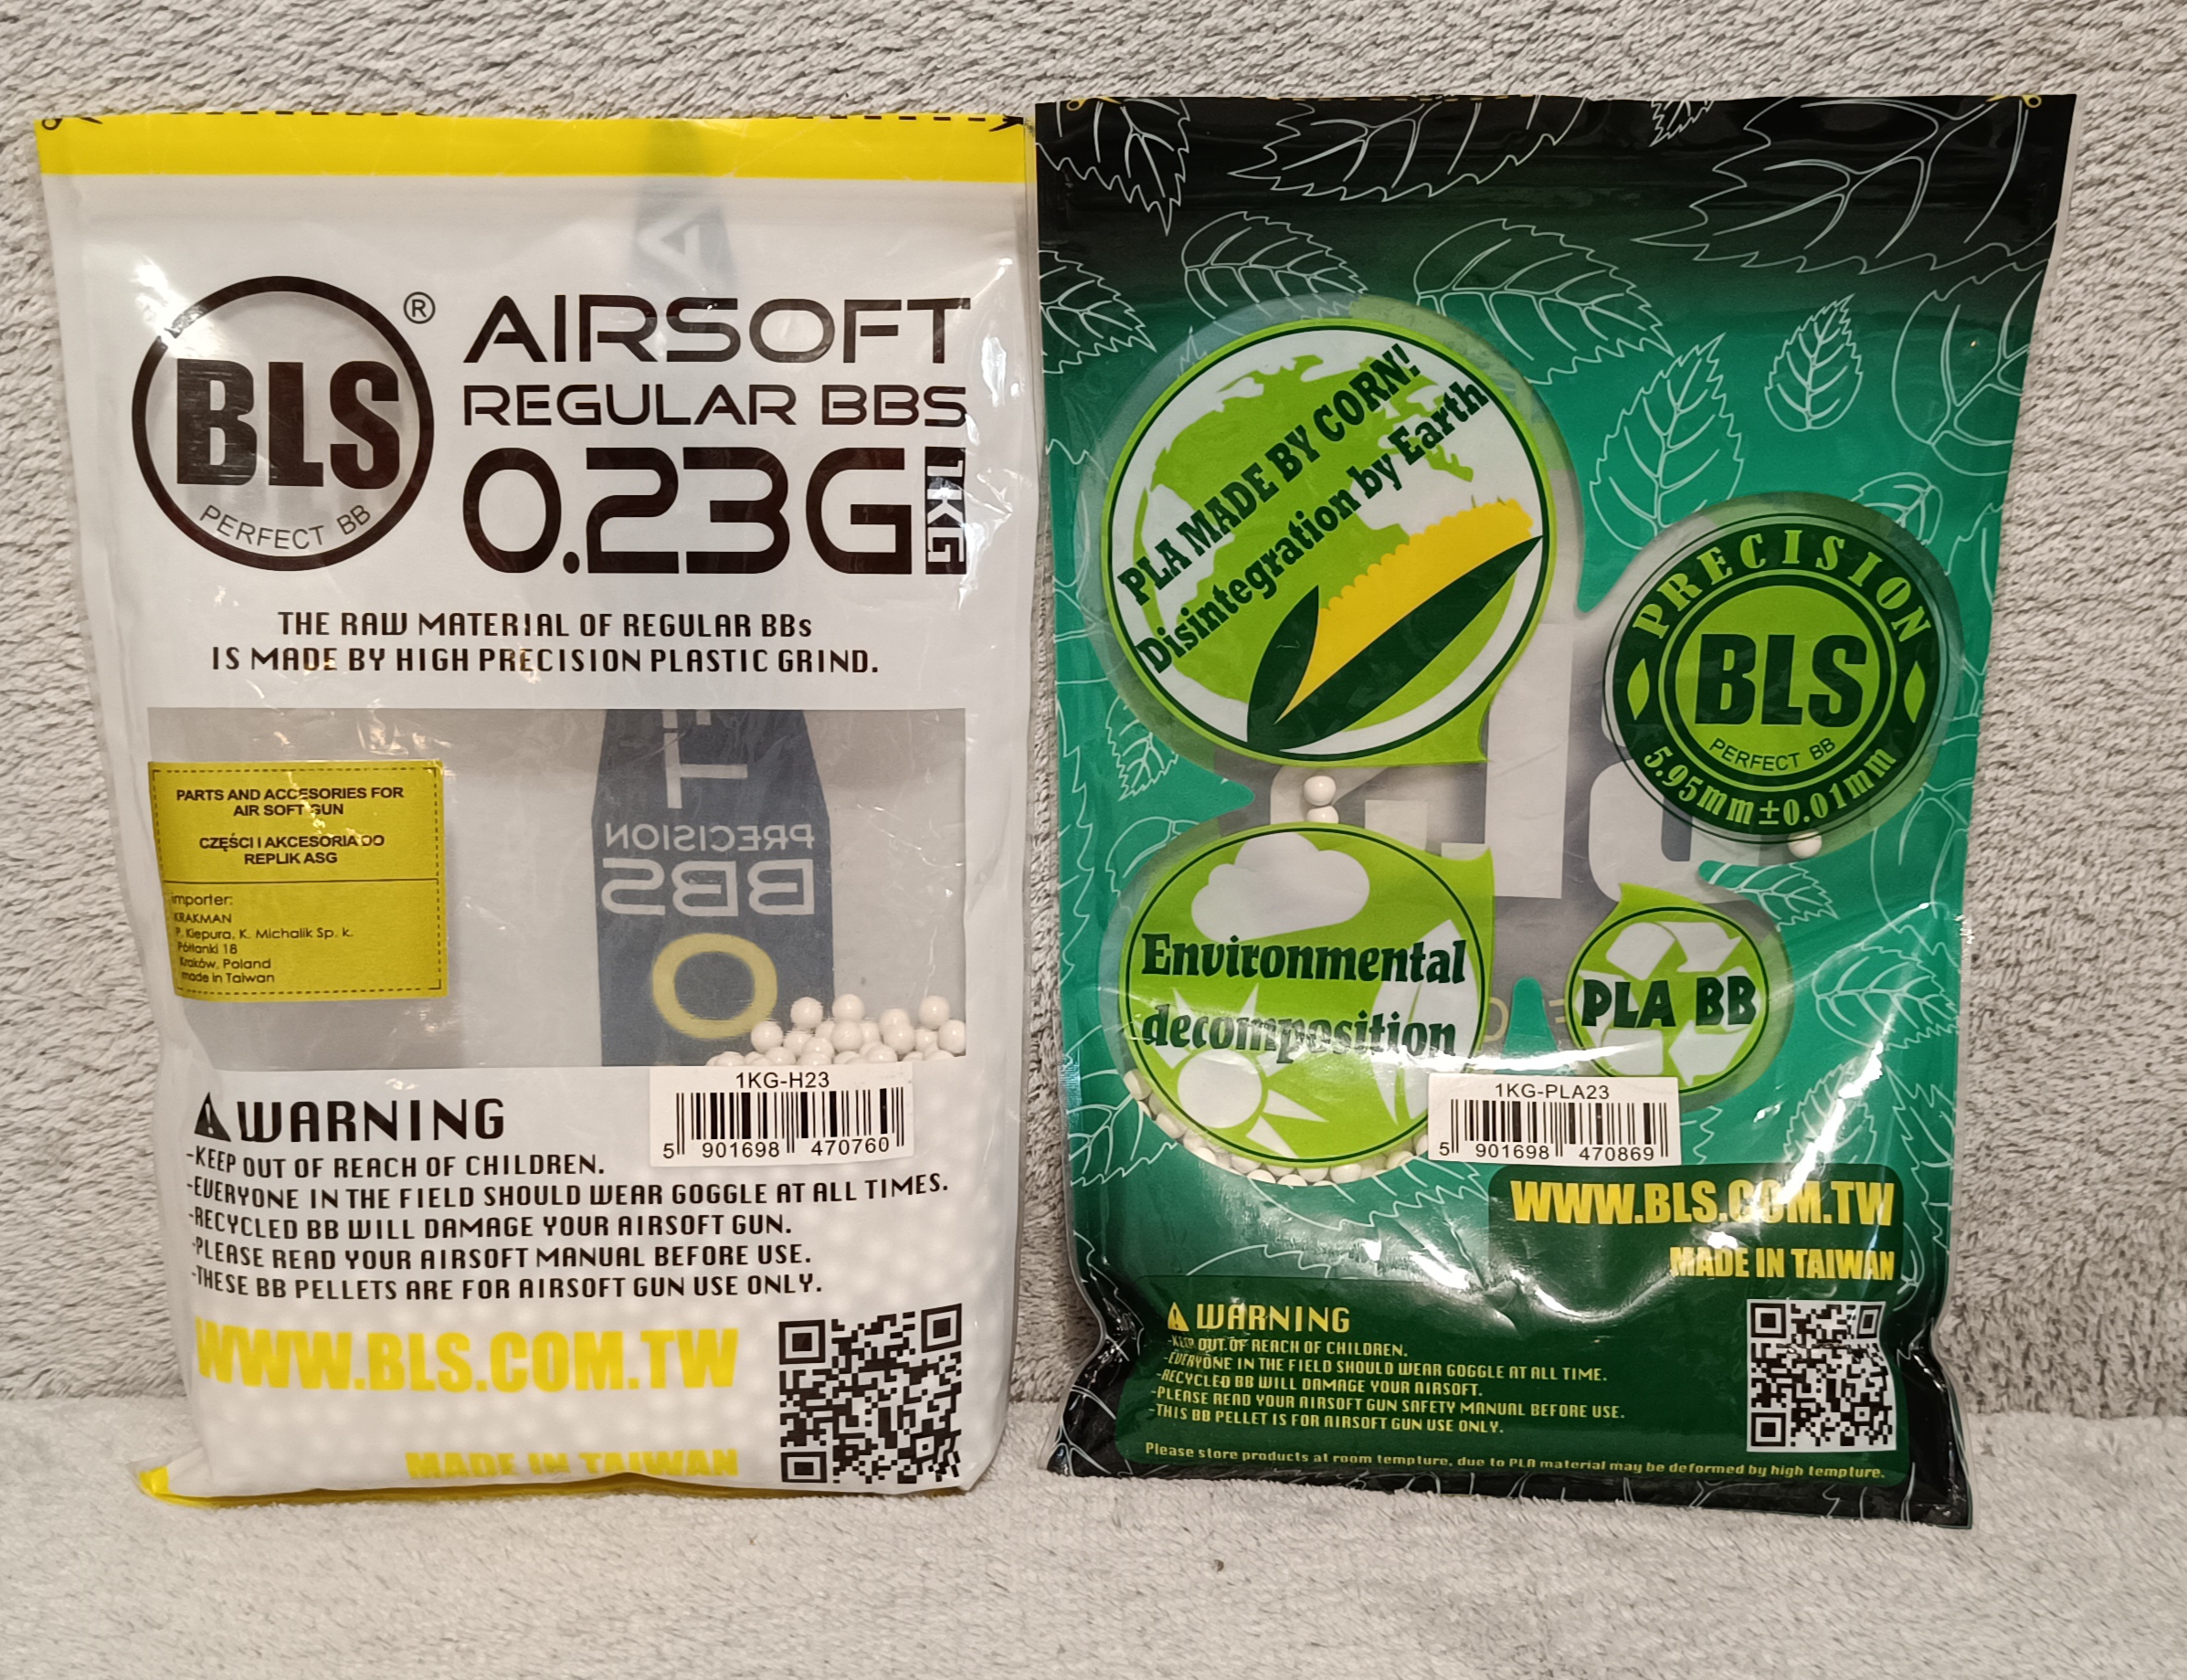 BLS
®
PERFECT BB
AIRSOFT
REGULAR BBS
0.23G
1KG
THE RAW MATERIAL OF REGULAR BBs
IS MADE BY HIGH PRECISION PLASTIC GRIND.
PARTS AND ACCESORIES FOR
AIR SOFT GUN
CZĘŚCI I AKCESORIA DO
REPLIK ASG
importer:
KRAKMAN
P. Kiepura, K. Michalik Sp. k.
Półłanki 18
Kraków, Poland
made in Taiwan
PRECISION
BBS
0
1KG-H23
5 901698 470760
WARNING
-KEEP OUT OF REACH OF CHILDREN.
-EVERYONE IN THE FIELD SHOULD WEAR GOGGLE AT ALL TIMES.
-RECYCLED BB WILL DAMAGE YOUR AIRSOFT GUN.
-PLEASE READ YOUR AIRSOFT MANUAL BEFORE USE.
-THESE BB PELLETS ARE FOR AIRSOFT GUN USE ONLY.
WWW.BLS.COM.TW
MADE IN TAIWAN
PLA MADE BY CORN!
Disintegration by Earth
PRECISION
BLS
PERFECT BB
5.95mm±0.01mm
Environmental
decomposition
PLA BB
1KG-PLA23
5 901698 470869
WWW.BLS.COM.TW
MADE IN TAIWAN
WARNING
-KEEP OUT OF REACH OF CHILDREN.
-EVERYONE IN THE FIELD SHOULD WEAR GOGGLE AT ALL TIME.
-RECYCLED BB WILL DAMAGE YOUR AIRSOFT.
-PLEASE READ YOUR AIRSOFT GUN SAFETY MANUAL BEFORE USE.
-THIS BB PELLET IS FOR AIRSOFT GUN USE ONLY.
Please store products at room tempture, due to PLA material may be deformed by high tempture.